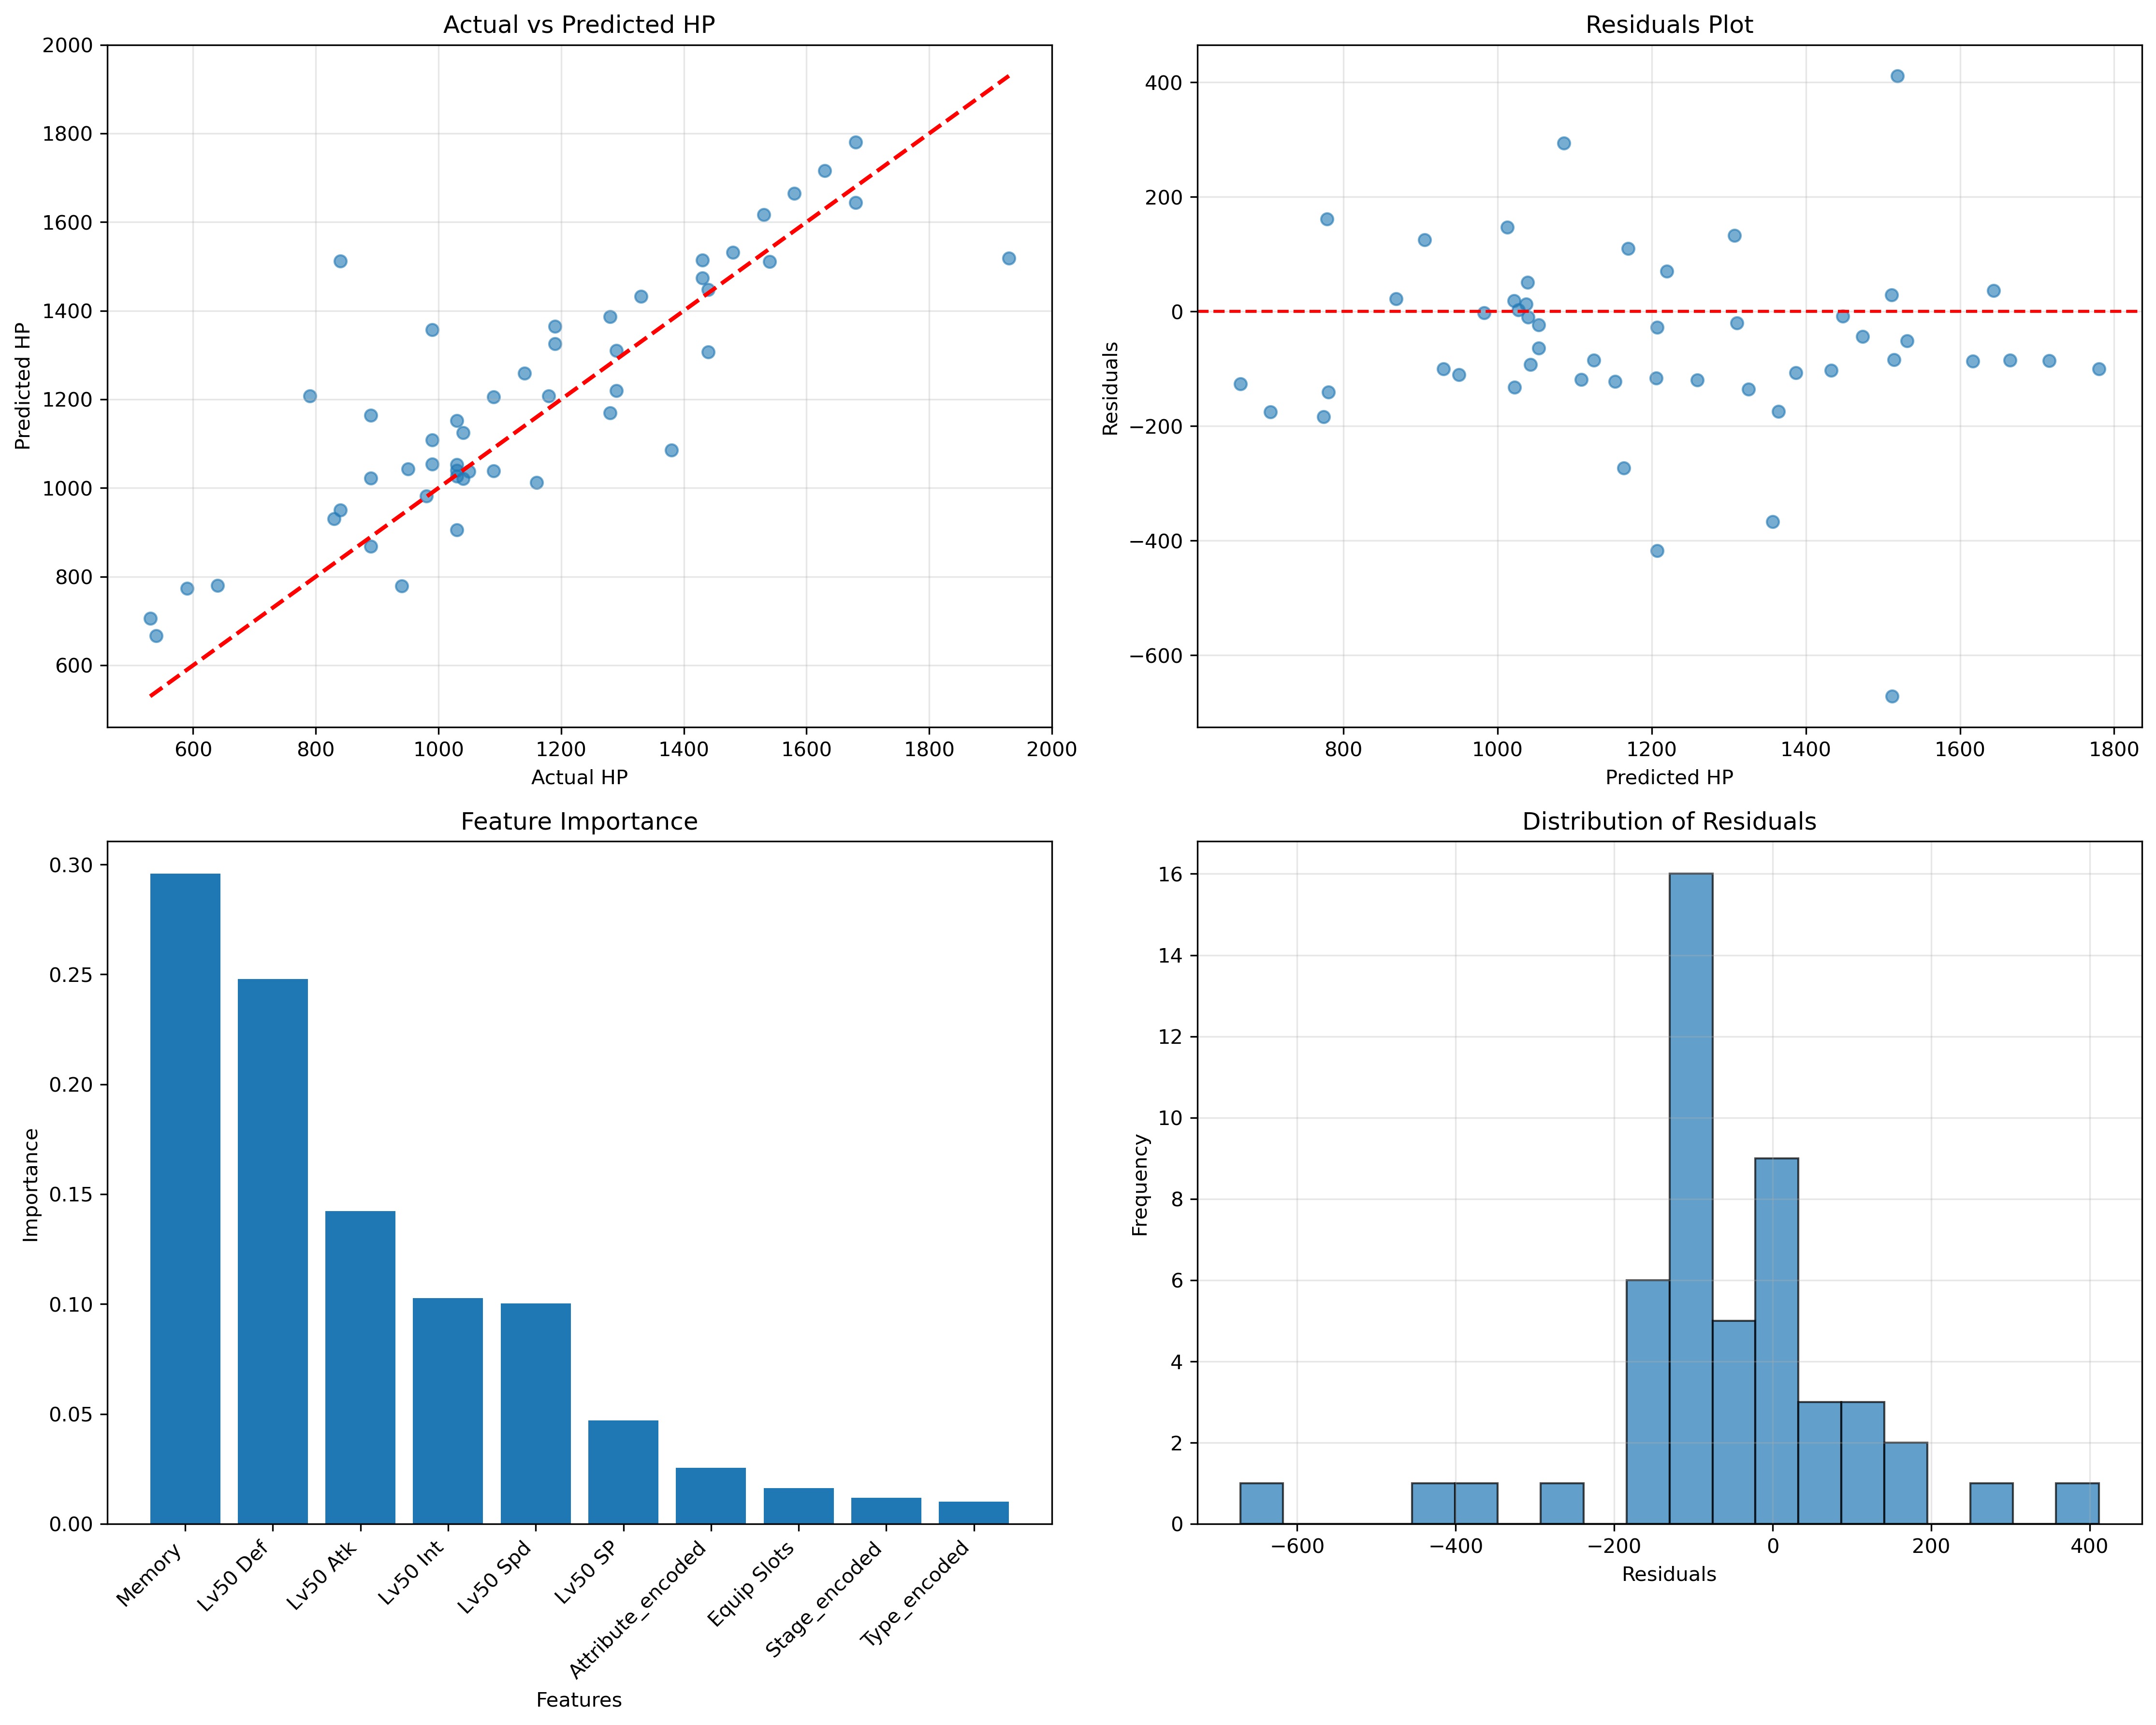 Actual vs Predicted HP
2000
1800
1600
1400
1200
1000
800
600
Predicted HP
600 800 1000 1200 1400 1600 1800 2000
Actual HP
Residuals Plot
400
200
0
−200
−400
−600
Residuals
800 1000 1200 1400 1600 1800
Predicted HP
Feature Importance
0.30
0.25
0.20
0.15
0.10
0.05
0.00
Importance
Memory
Lv50 Def
Lv50 Atk
Lv50 Int
Lv50 Spd
Lv50 SP
Attribute_encoded
Equip Slots
Stage_encoded
Type_encoded
Features
Distribution of Residuals
16
14
12
10
8
6
4
2
0
Frequency
−600 −400 −200 0 200 400
Residuals